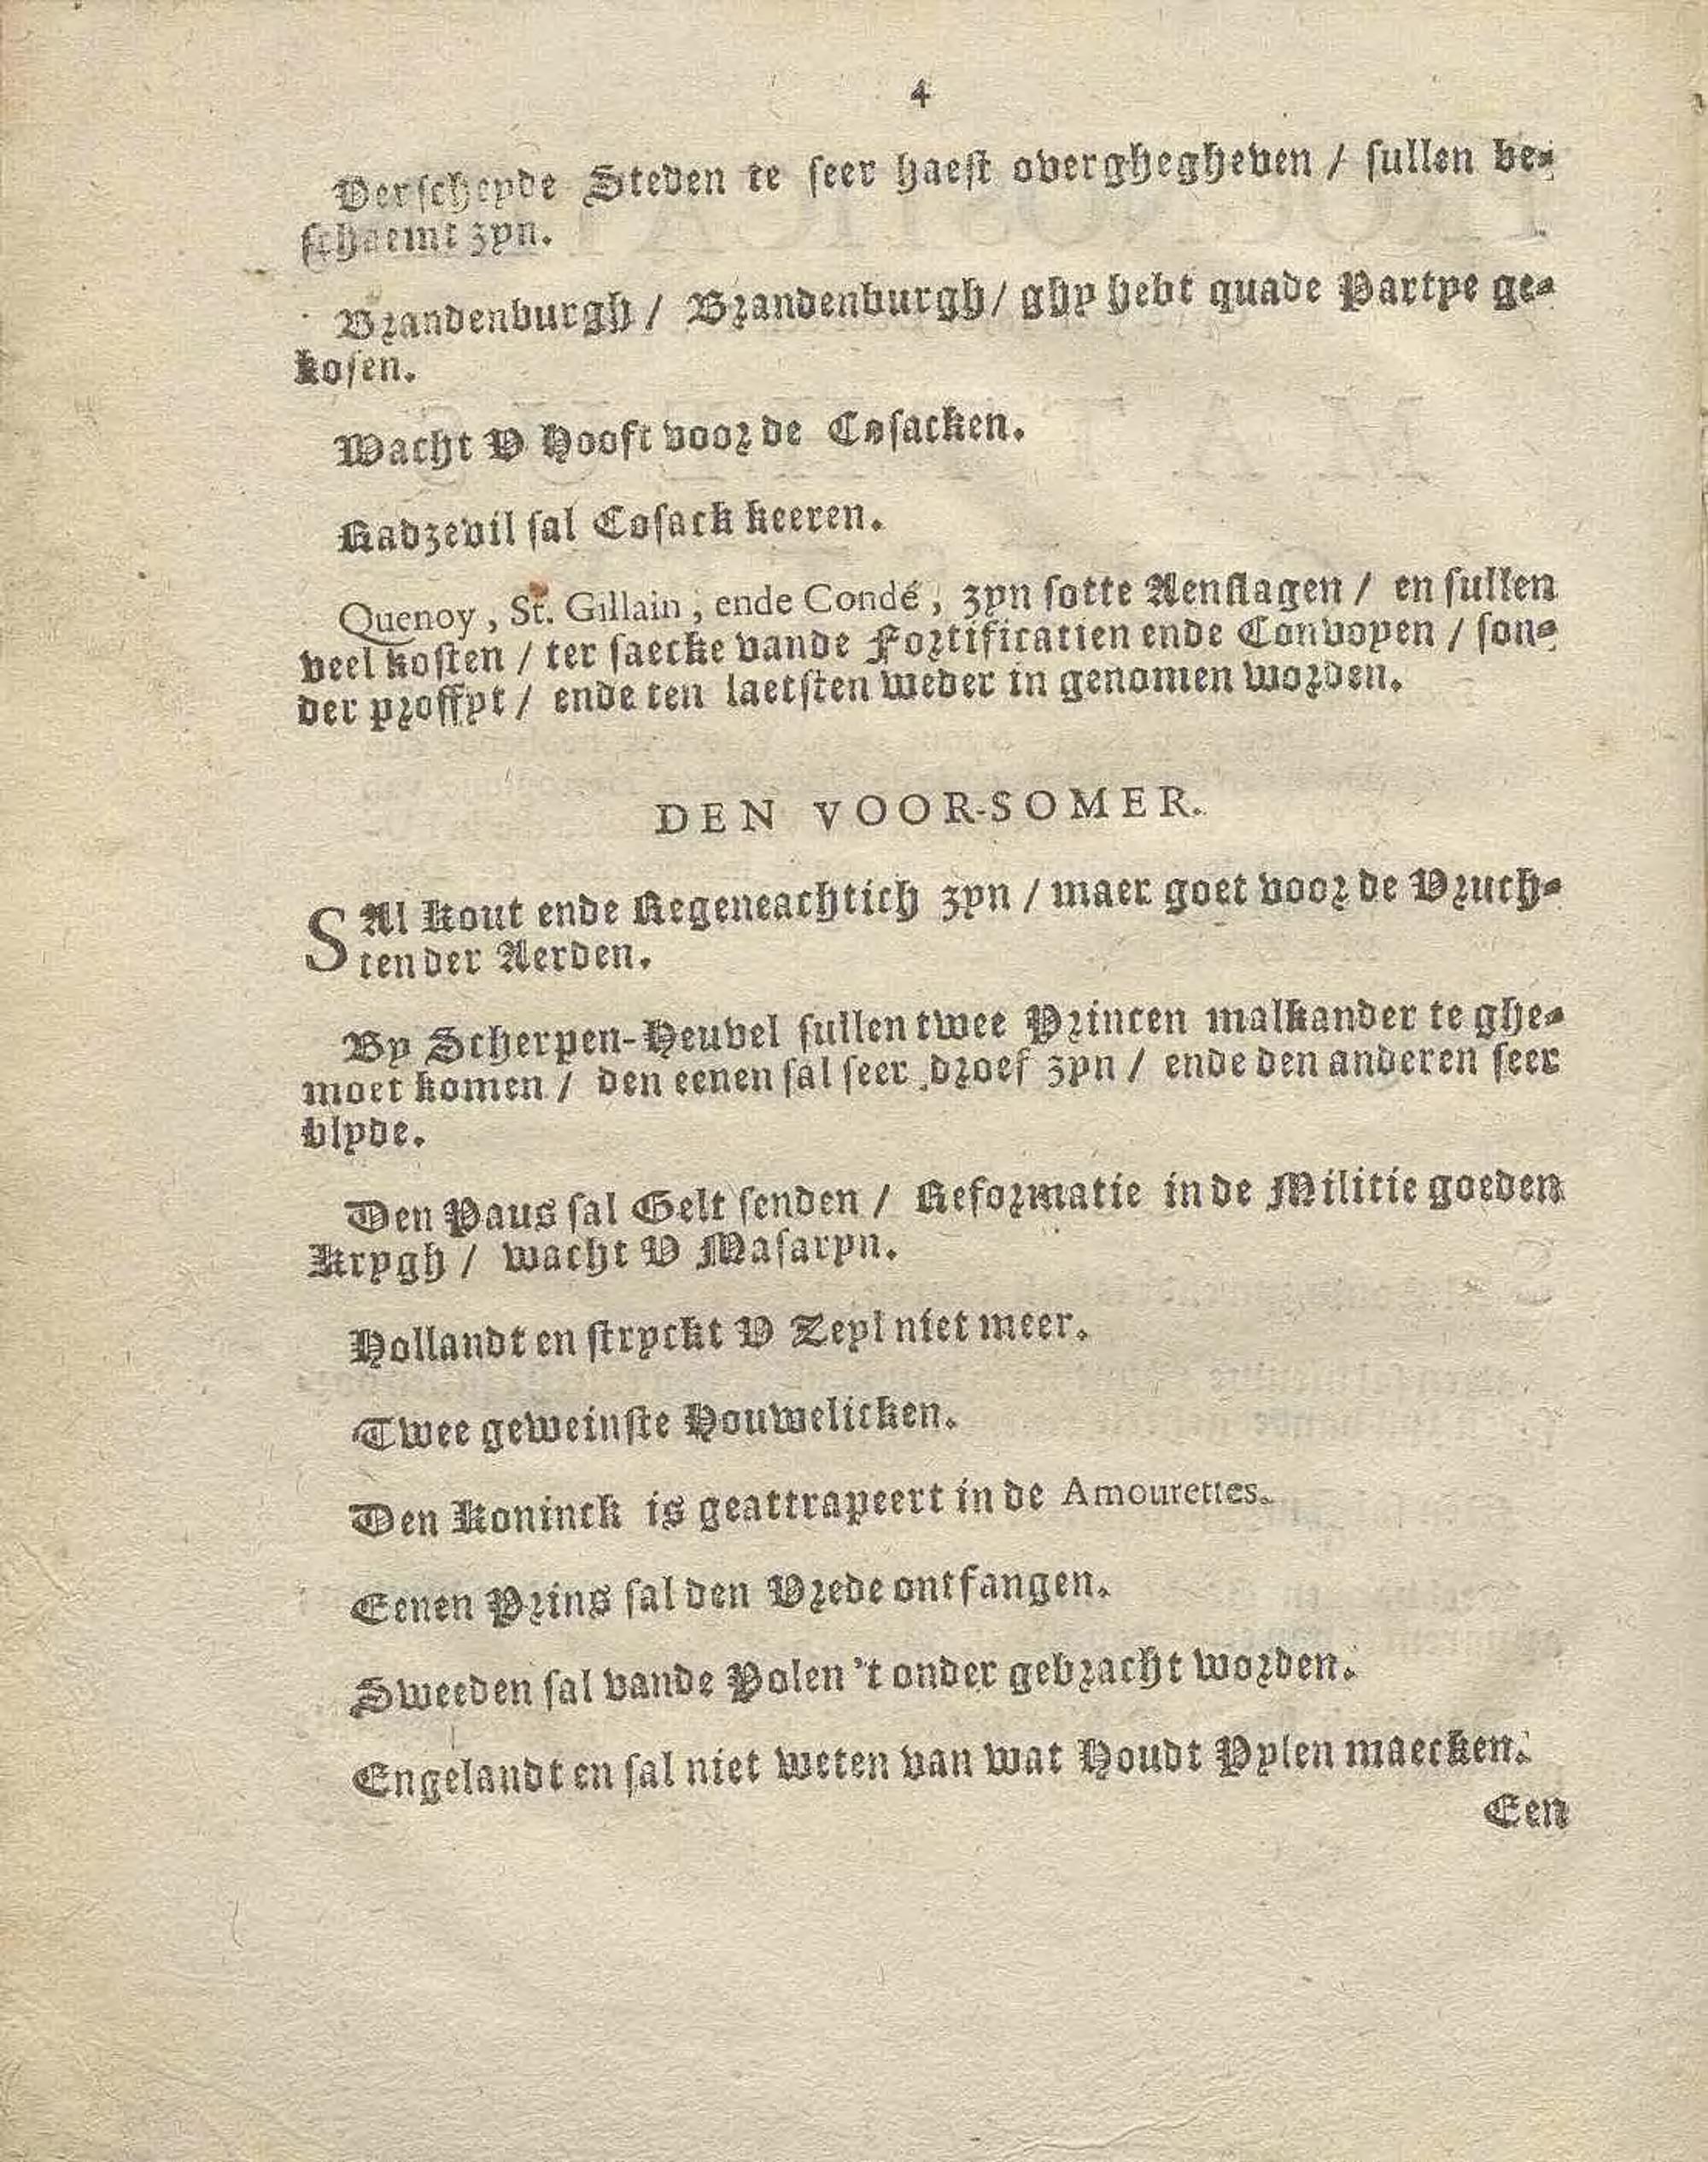 4
Verscheyde Steden te seer haest overghegheven / sullen be-
schaemt zyn.
Brandenburgh / Brandenburgh / ghy hebt quade Partye ge-
kosen.
Wacht V Hooft voor de Cosacken.
Radzevil sal Cosack keeren.
Quenoy, St. Gillain, ende Condé, zyn sotte Aenslagen / en sullen
veel kosten / ter saecke vande Fortificatien ende Convoyen / son-
der proffyt / ende ten laetsten weder in genomen worden.
DEN VOOR-SOMER.
SAl kout ende Regeneachtich zyn / maer goet voor de Vruch-
ten der Aerden.
By Scherpen-Heuvel sullen twee Princen malkander te ghe-
moet komen / den eenen sal seer droef zyn / ende den anderen seer
blyde.
Den Paus sal Gelt senden / Reformatie in de Militie goeden
Krygh / wacht V Masaryn.
Hollandt en stryckt V Zeyl niet meer.
Twee geweinste Houwelicken.
Den Koninck is geattrapeert in de Amourettes.
Eenen Prins sal den Vrede ontfangen.
Sweeden sal vande Polen 't onder gebracht worden.
Engelandt en sal niet weten van wat Houdt Pylen maecken.
Een